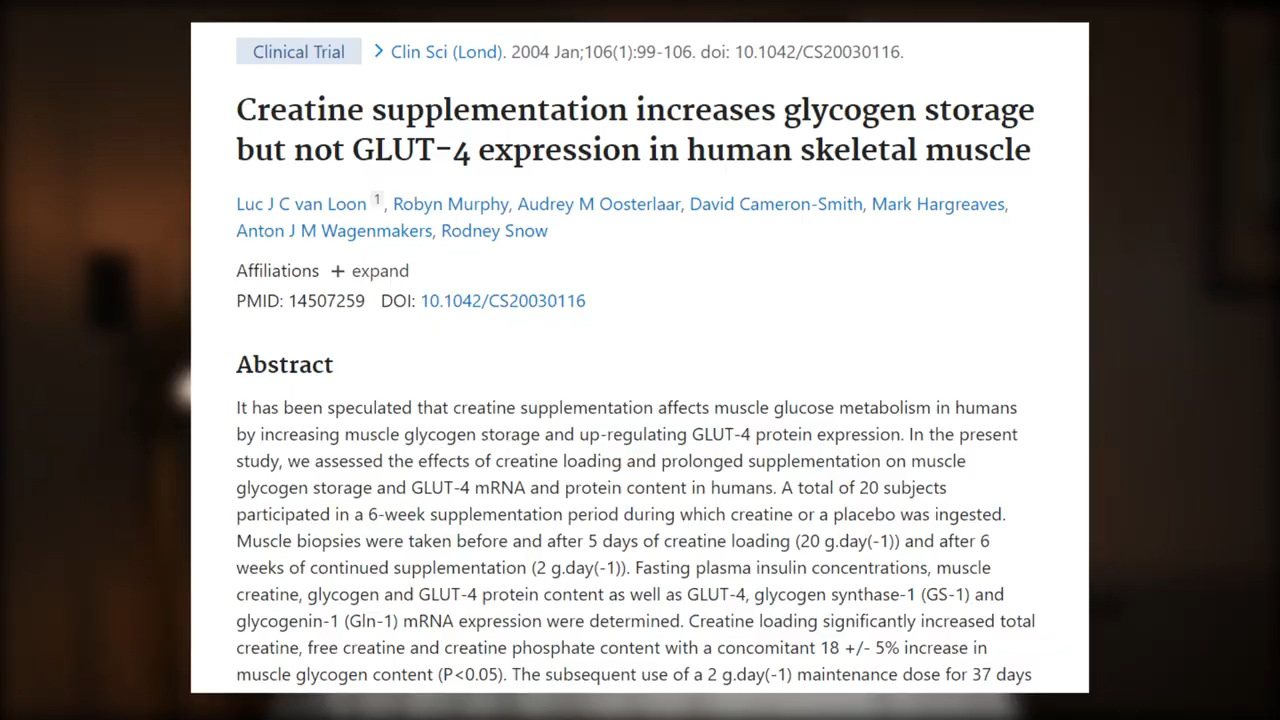 Clinical Trial > Clin Sci (Lond). 2004 Jan;106(1):99-106. doi: 10.1042/CS20030116.
Creatine supplementation increases glycogen storage
but not GLUT-4 expression in human skeletal muscle
Luc J C van Loon 1, Robyn Murphy, Audrey M Oosterlaar, David Cameron-Smith, Mark Hargreaves,
Anton J M Wagenmakers, Rodney Snow
Affiliations + expand
PMID: 14507259 DOI: 10.1042/CS20030116
Abstract
It has been speculated that creatine supplementation affects muscle glucose metabolism in humans
by increasing muscle glycogen storage and up-regulating GLUT-4 protein expression. In the present
study, we assessed the effects of creatine loading and prolonged supplementation on muscle
glycogen storage and GLUT-4 mRNA and protein content in humans. A total of 20 subjects
participated in a 6-week supplementation period during which creatine or a placebo was ingested.
Muscle biopsies were taken before and after 5 days of creatine loading (20 g.day(-1)) and after 6
weeks of continued supplementation (2 g.day(-1)). Fasting plasma insulin concentrations, muscle
creatine, glycogen and GLUT-4 protein content as well as GLUT-4, glycogen synthase-1 (GS-1) and
glycogenin-1 (Gln-1) mRNA expression were determined. Creatine loading significantly increased total
creatine, free creatine and creatine phosphate content with a concomitant 18 +/- 5% increase in
muscle glycogen content (P<0.05). The subsequent use of a 2 g.day(-1) maintenance dose for 37 days